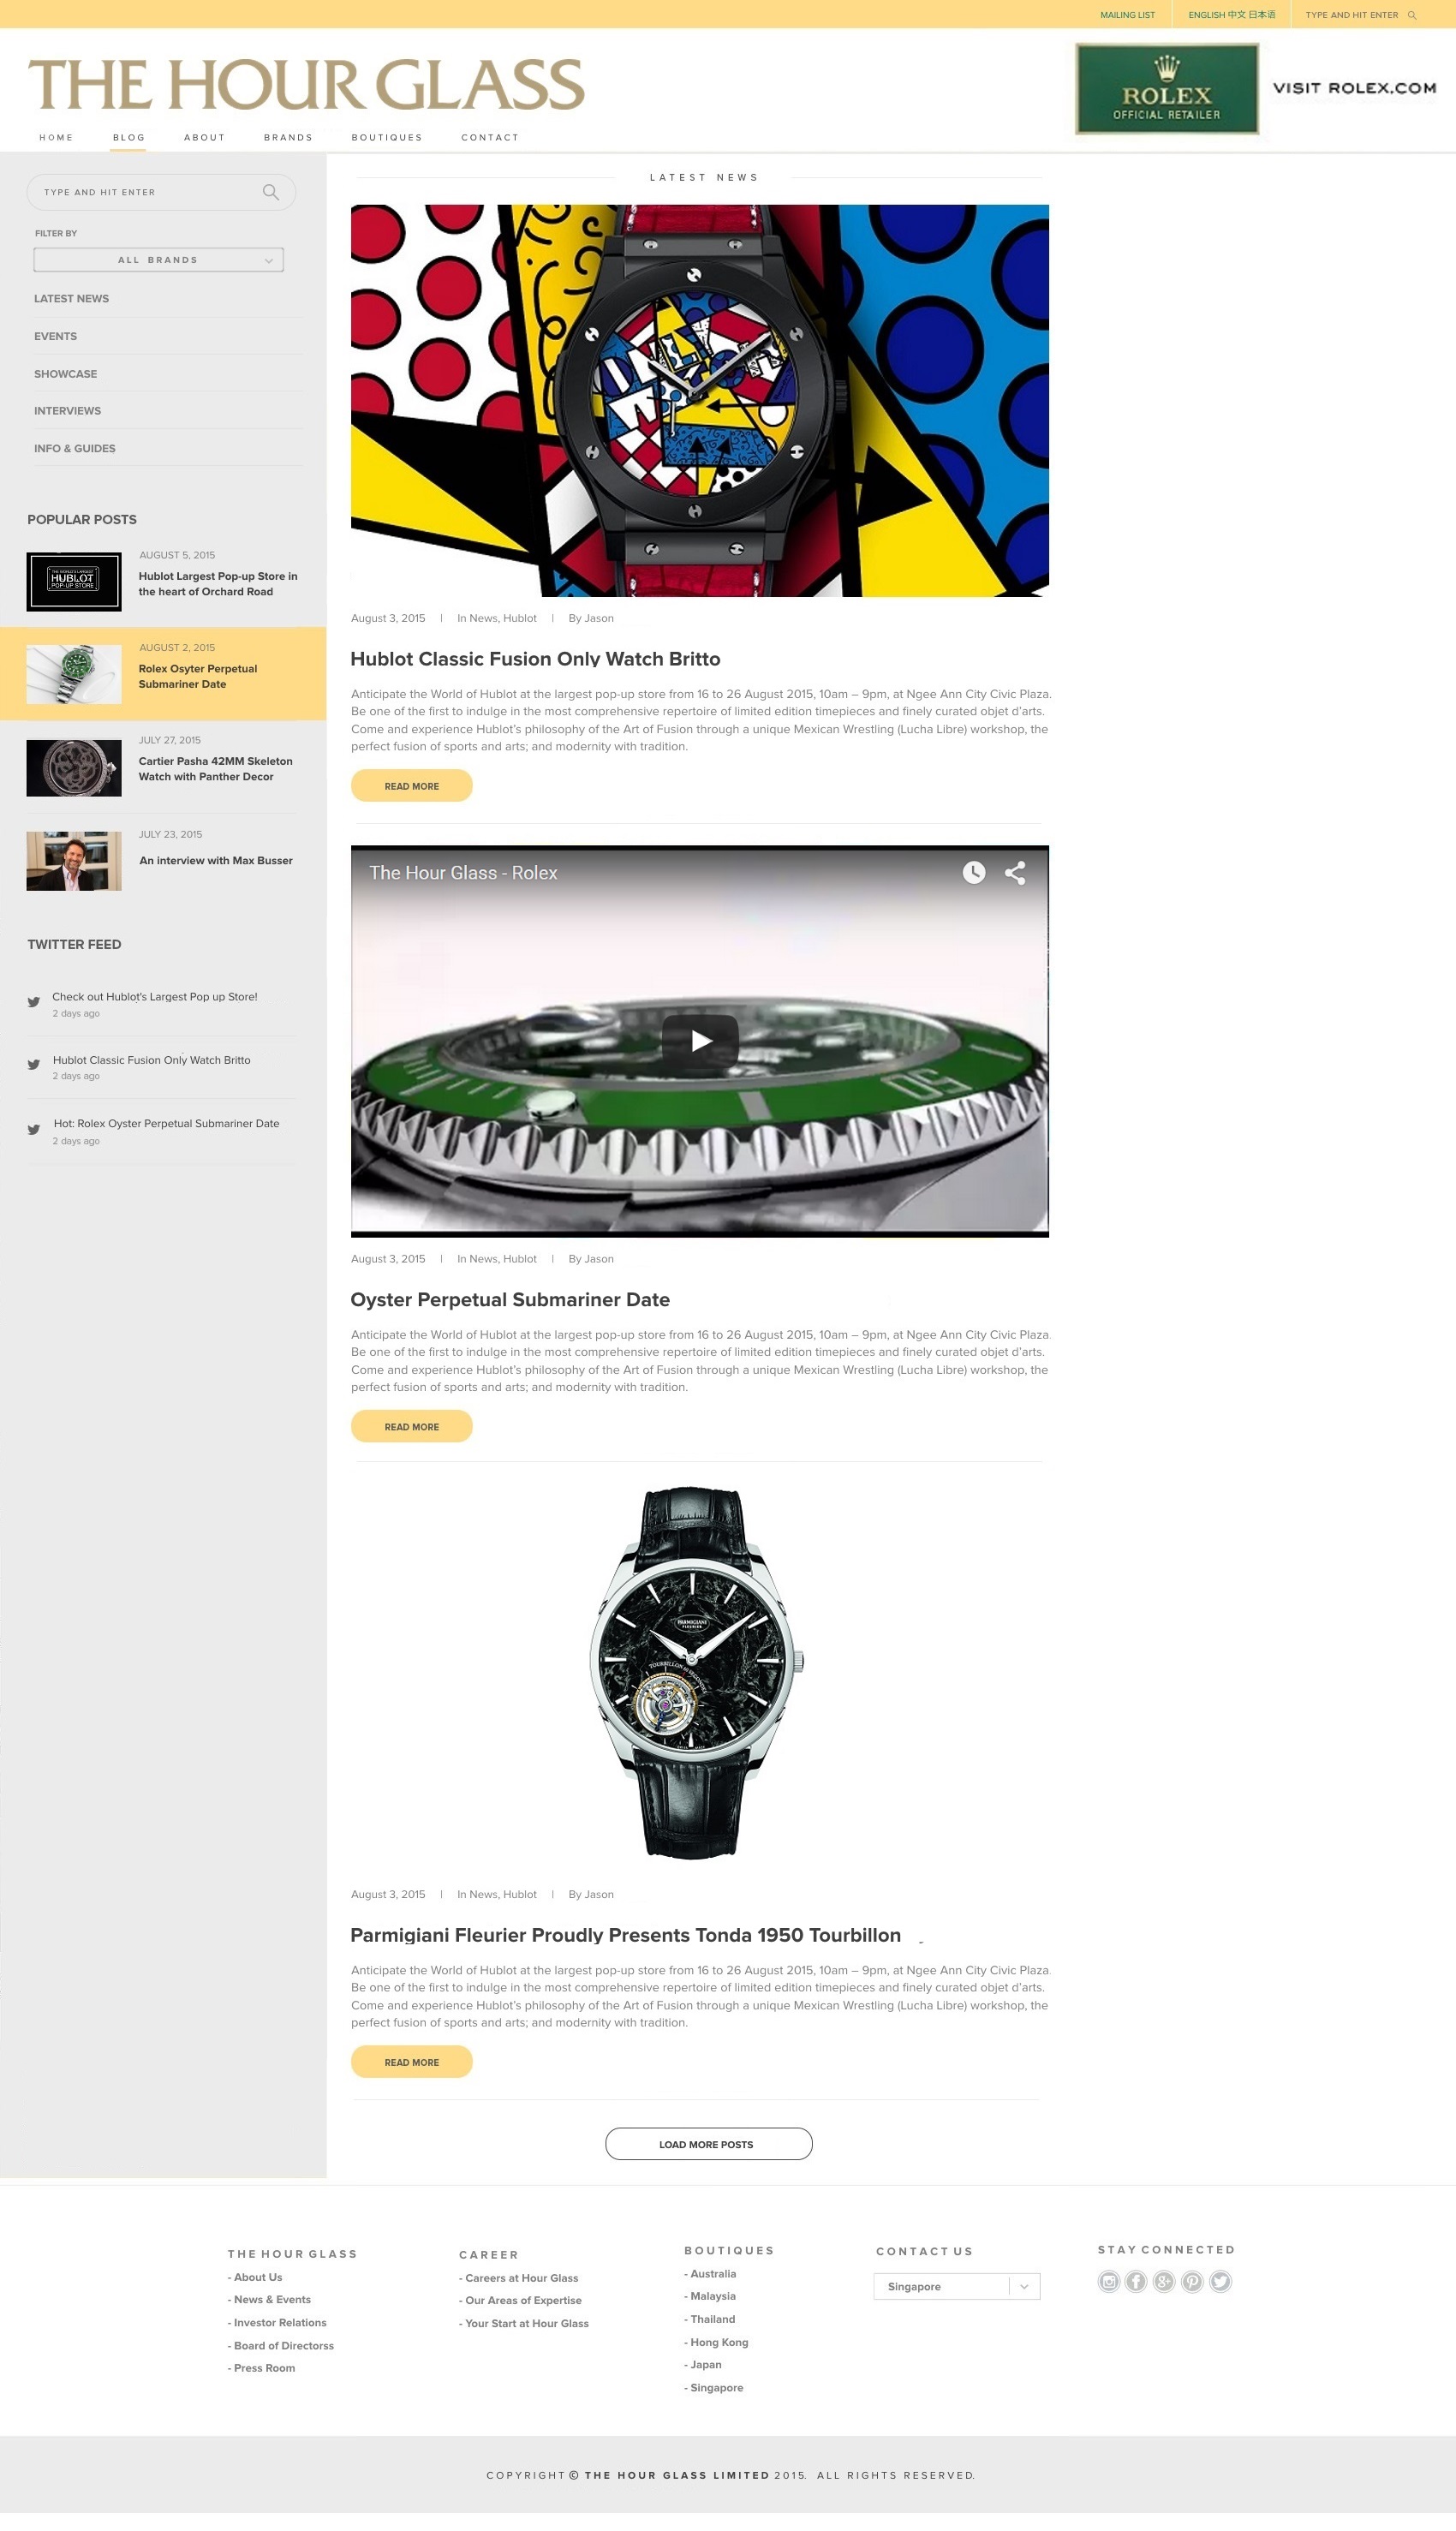 MAILING LIST
ENGLISH 中文 日本语
TYPE AND HIT ENTER
THE HOUR GLASS
ROLEX
OFFICIAL RETAILER
VISIT ROLEX.COM
HOME BLOG ABOUT BRANDS BOUTIQUES CONTACT
TYPE AND HIT ENTER
FILTER BY
ALL BRANDS
LATEST NEWS
EVENTS
SHOWCASE
INTERVIEWS
INFO & GUIDES
POPULAR POSTS
THE WORLD'S LARGEST
HUBLOT
POP-UP STORE
AUGUST 5, 2015
Hublot Largest Pop-up Store in
the heart of Orchard Road
AUGUST 2, 2015
Rolex Osyter Perpetual
Submariner Date
JULY 27, 2015
Cartier Pasha 42MM Skeleton
Watch with Panther Decor
JULY 23, 2015
An interview with Max Busser
TWITTER FEED
Check out Hublot's Largest Pop up Store!
2 days ago
Hublot Classic Fusion Only Watch Britto
2 days ago
Hot: Rolex Oyster Perpetual Submariner Date
2 days ago
LATEST NEWS
August 3, 2015 | In News, Hublot | By Jason
Hublot Classic Fusion Only Watch Britto
Anticipate the World of Hublot at the largest pop-up store from 16 to 26 August 2015, 10am – 9pm, at Ngee Ann City Civic Plaza.
Be one of the first to indulge in the most comprehensive repertoire of limited edition timepieces and finely curated objet d'arts.
Come and experience Hublot's philosophy of the Art of Fusion through a unique Mexican Wrestling (Lucha Libre) workshop, the
perfect fusion of sports and arts; and modernity with tradition.
READ MORE
The Hour Glass - Rolex
50
August 3, 2015 | In News, Hublot | By Jason
Oyster Perpetual Submariner Date
Anticipate the World of Hublot at the largest pop-up store from 16 to 26 August 2015, 10am – 9pm, at Ngee Ann City Civic Plaza.
Be one of the first to indulge in the most comprehensive repertoire of limited edition timepieces and finely curated objet d'arts.
Come and experience Hublot's philosophy of the Art of Fusion through a unique Mexican Wrestling (Lucha Libre) workshop, the
perfect fusion of sports and arts; and modernity with tradition.
READ MORE
PARMIGIANI
FLEURIER
August 3, 2015 | In News, Hublot | By Jason
Parmigiani Fleurier Proudly Presents Tonda 1950 Tourbillon
Anticipate the World of Hublot at the largest pop-up store from 16 to 26 August 2015, 10am – 9pm, at Ngee Ann City Civic Plaza.
Be one of the first to indulge in the most comprehensive repertoire of limited edition timepieces and finely curated objet d'arts.
Come and experience Hublot's philosophy of the Art of Fusion through a unique Mexican Wrestling (Lucha Libre) workshop, the
perfect fusion of sports and arts; and modernity with tradition.
READ MORE
LOAD MORE POSTS
THE HOUR GLASS
- About Us
- News & Events
- Investor Relations
- Board of Directorss
- Press Room
CAREER
- Careers at Hour Glass
- Our Areas of Expertise
- Your Start at Hour Glass
BOUTIQUES
- Australia
- Malaysia
- Thailand
- Hong Kong
- Japan
- Singapore
CONTACT US
Singapore
STAY CONNECTED
COPYRIGHT © THE HOUR GLASS LIMITED 2015. ALL RIGHTS RESERVED.